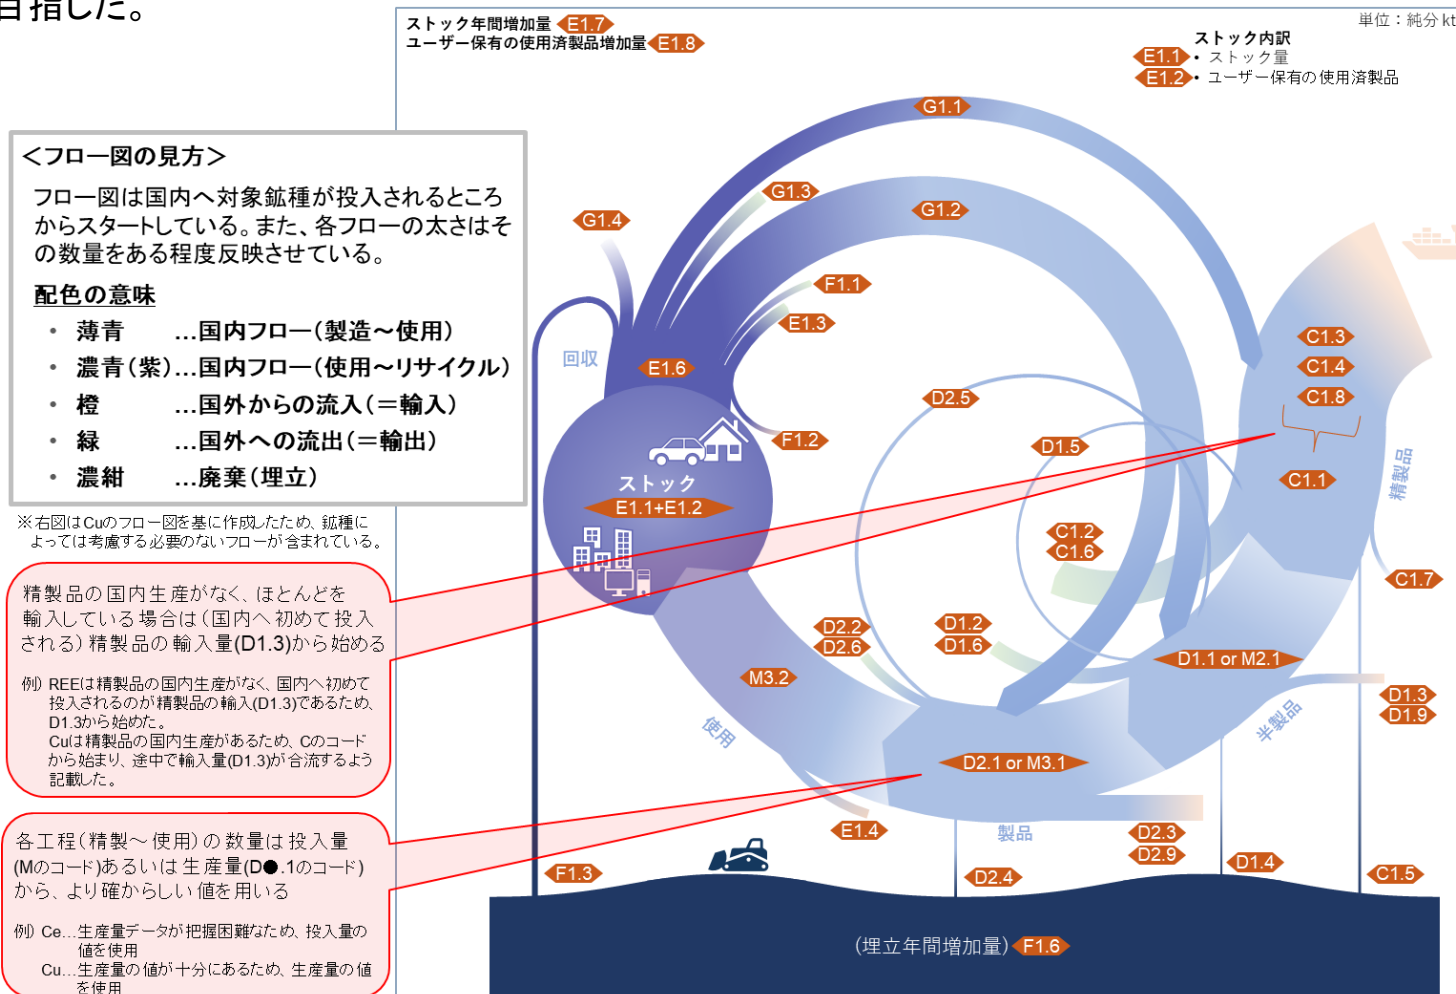 目指した。
ストック年間増加量 E1.7
ユーザー保有の使用済製品増加量 E1.8
単位：純分kt
ストック内訳
E1.1 • ストック量
E1.2 • ユーザー保有の使用済製品
＜フロー図の見方＞
フロー図は国内へ対象鉱種が投入されるところ
からスタートしている。また、各フローの太さはそ
の数量をある程度反映させている。
配色の意味
• 薄青 …国内フロー（製造～使用）
• 濃青（紫）…国内フロー（使用～リサイクル）
• 橙 …国外からの流入（＝輸入）
• 緑 …国外への流出（＝輸出）
• 濃紺 …廃棄（埋立）
※右図はCuのフロー図を基に作成したため、鉱種に
よっては考慮する必要のないフローが含まれている。
精製品の国内生産がなく、ほとんどを
輸入している場合は（国内へ初めて投入
される）精製品の輸入量(D1.3)から始める
例） REEは精製品の国内生産がなく、国内へ初めて
投入されるのが精製品の輸入(D1.3)であるため、
D1.3から始めた。
Cuは精製品の国内生産があるため、Cのコード
から始まり、途中で輸入量(D1.3)が合流するよう
記載した。
各工程（精製～使用）の数量は投入量
(Mのコード)あるいは生産量(D●.1のコード)
から、より確からしい値を用いる
例） Ce…生産量データが把握困難なため、投入量の
値を使用
Cu…生産量の値が十分にあるため、生産量の値
を使用
G1.1
G1.3
G1.2
G1.4
F1.1
E1.3
回収
E1.6
F1.2
D2.5
D1.5
C1.3
C1.4
C1.8
C1.1
精製品
ストック
E1.1+E1.2
C1.2
C1.6
C1.7
D2.2
D2.6
D1.2
D1.6
D1.1 or M2.1
M3.2
使用
D1.3
D1.9
半製品
D2.1 or M3.1
E1.4
製品
D2.3
D2.9
F1.3
D2.4
D1.4
C1.5
(埋立年間増加量) F1.6